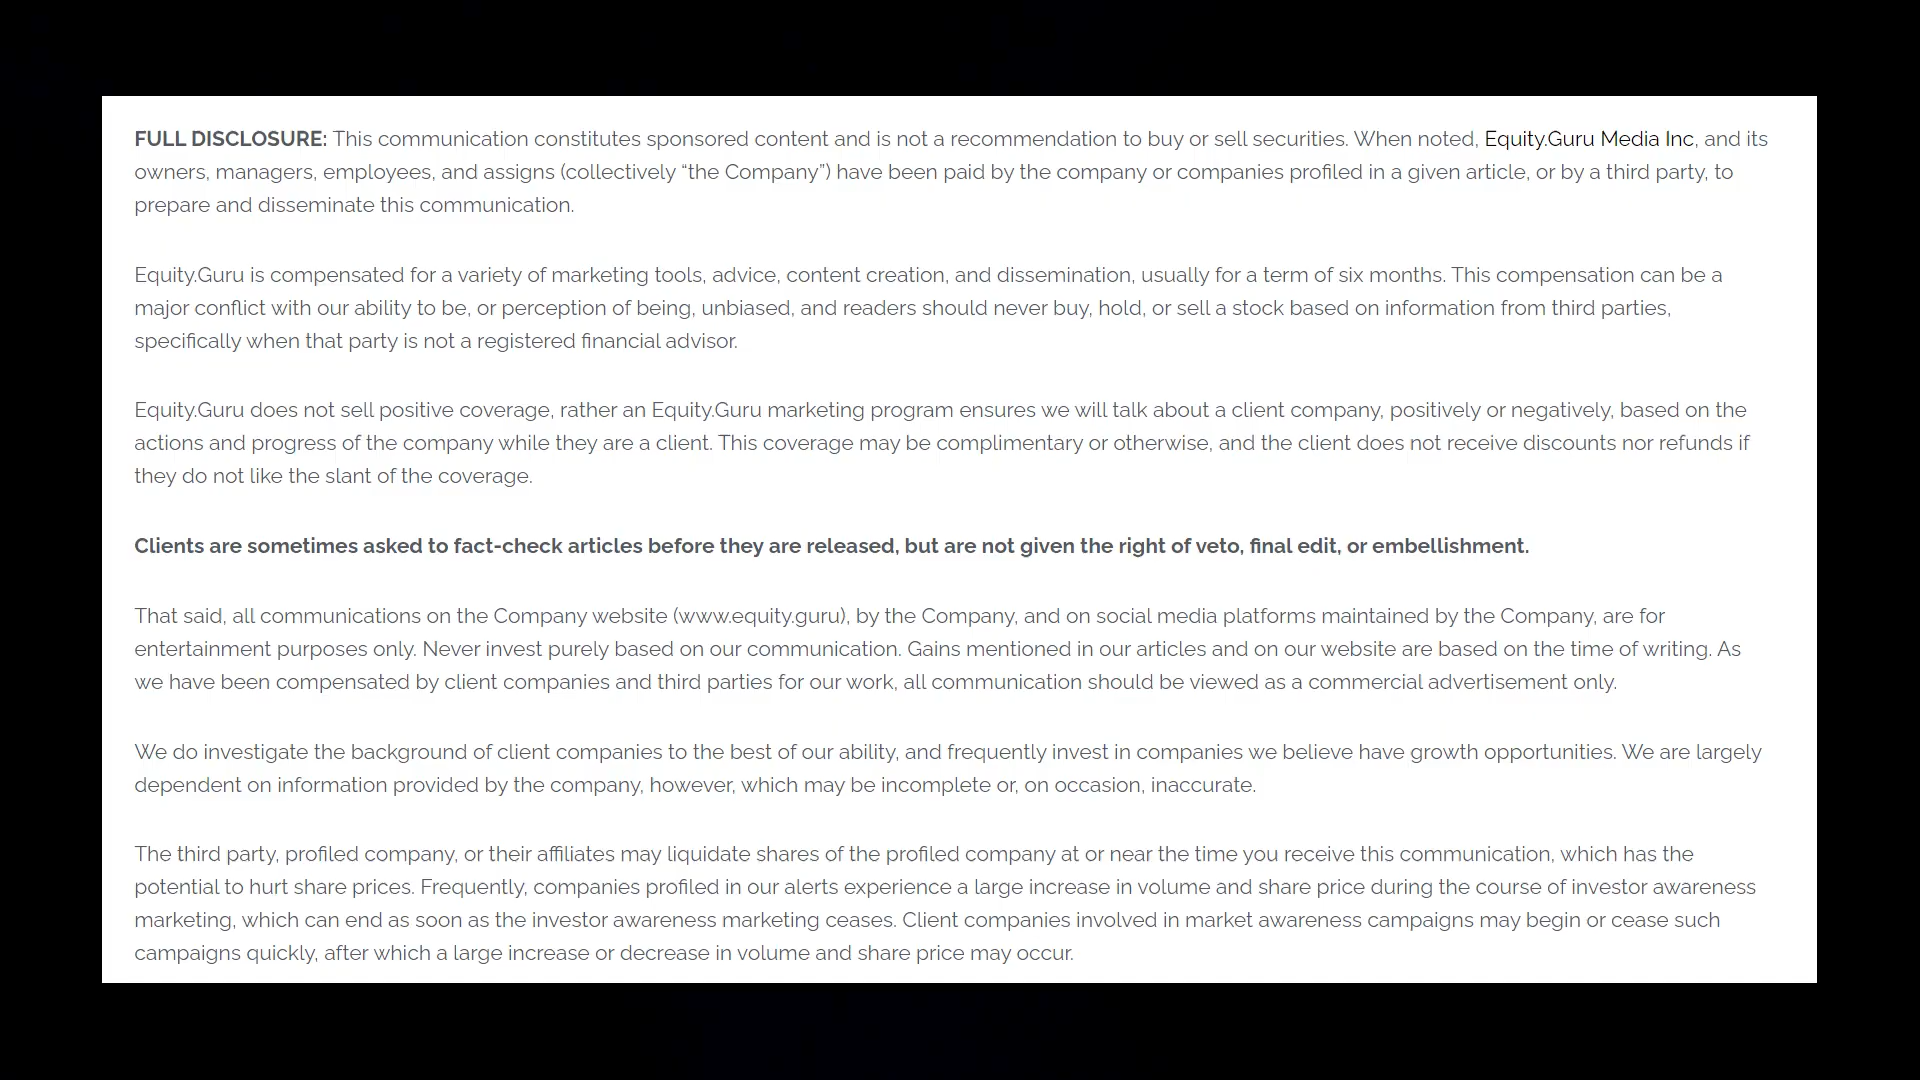 FULL DISCLOSURE: This communication constitutes sponsored content and is not a recommendation to buy or sell securities. When noted, Equity.Guru Media Inc, and its
owners, managers, employees, and assigns (collectively “the Company”) have been paid by the company or companies profiled in a given article, or by a third party, to
prepare and disseminate this communication.
Equity.Guru is compensated for a variety of marketing tools, advice, content creation, and dissemination, usually for a term of six months. This compensation can be a
major conflict with our ability to be, or perception of being, unbiased, and readers should never buy, hold, or sell a stock based on information from third parties,
specifically when that party is not a registered financial advisor.
Equity.Guru does not sell positive coverage, rather an Equity.Guru marketing program ensures we will talk about a client company, positively or negatively, based on the
actions and progress of the company while they are a client. This coverage may be complimentary or otherwise, and the client does not receive discounts nor refunds if
they do not like the slant of the coverage.
Clients are sometimes asked to fact-check articles before they are released, but are not given the right of veto, final edit, or embellishment.
That said, all communications on the Company website (www.equity.guru), by the Company, and on social media platforms maintained by the Company, are for
entertainment purposes only. Never invest purely based on our communication. Gains mentioned in our articles and on our website are based on the time of writing. As
we have been compensated by client companies and third parties for our work, all communication should be viewed as a commercial advertisement only.
We do investigate the background of client companies to the best of our ability, and frequently invest in companies we believe have growth opportunities. We are largely
dependent on information provided by the company, however, which may be incomplete or, on occasion, inaccurate.
The third party, profiled company, or their affiliates may liquidate shares of the profiled company at or near the time you receive this communication, which has the
potential to hurt share prices. Frequently, companies profiled in our alerts experience a large increase in volume and share price during the course of investor awareness
marketing, which can end as soon as the investor awareness marketing ceases. Client companies involved in market awareness campaigns may begin or cease such
campaigns quickly, after which a large increase or decrease in volume and share price may occur.